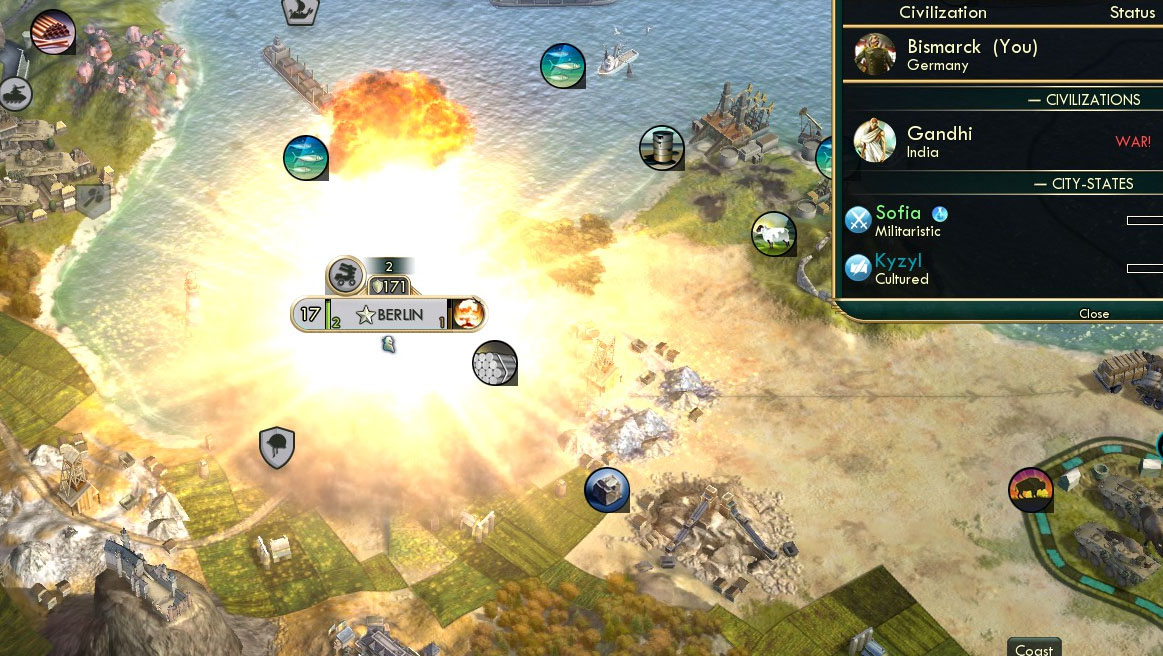 Civilization Status
Bismarck (You)
Germany
— CIVILIZATIONS
Gandhi
India
WAR!
— CITY-STATES
Sofia
Militaristic
Kyzyl
Cultured
Close
2
171
17 2 BERLIN 1
Coast